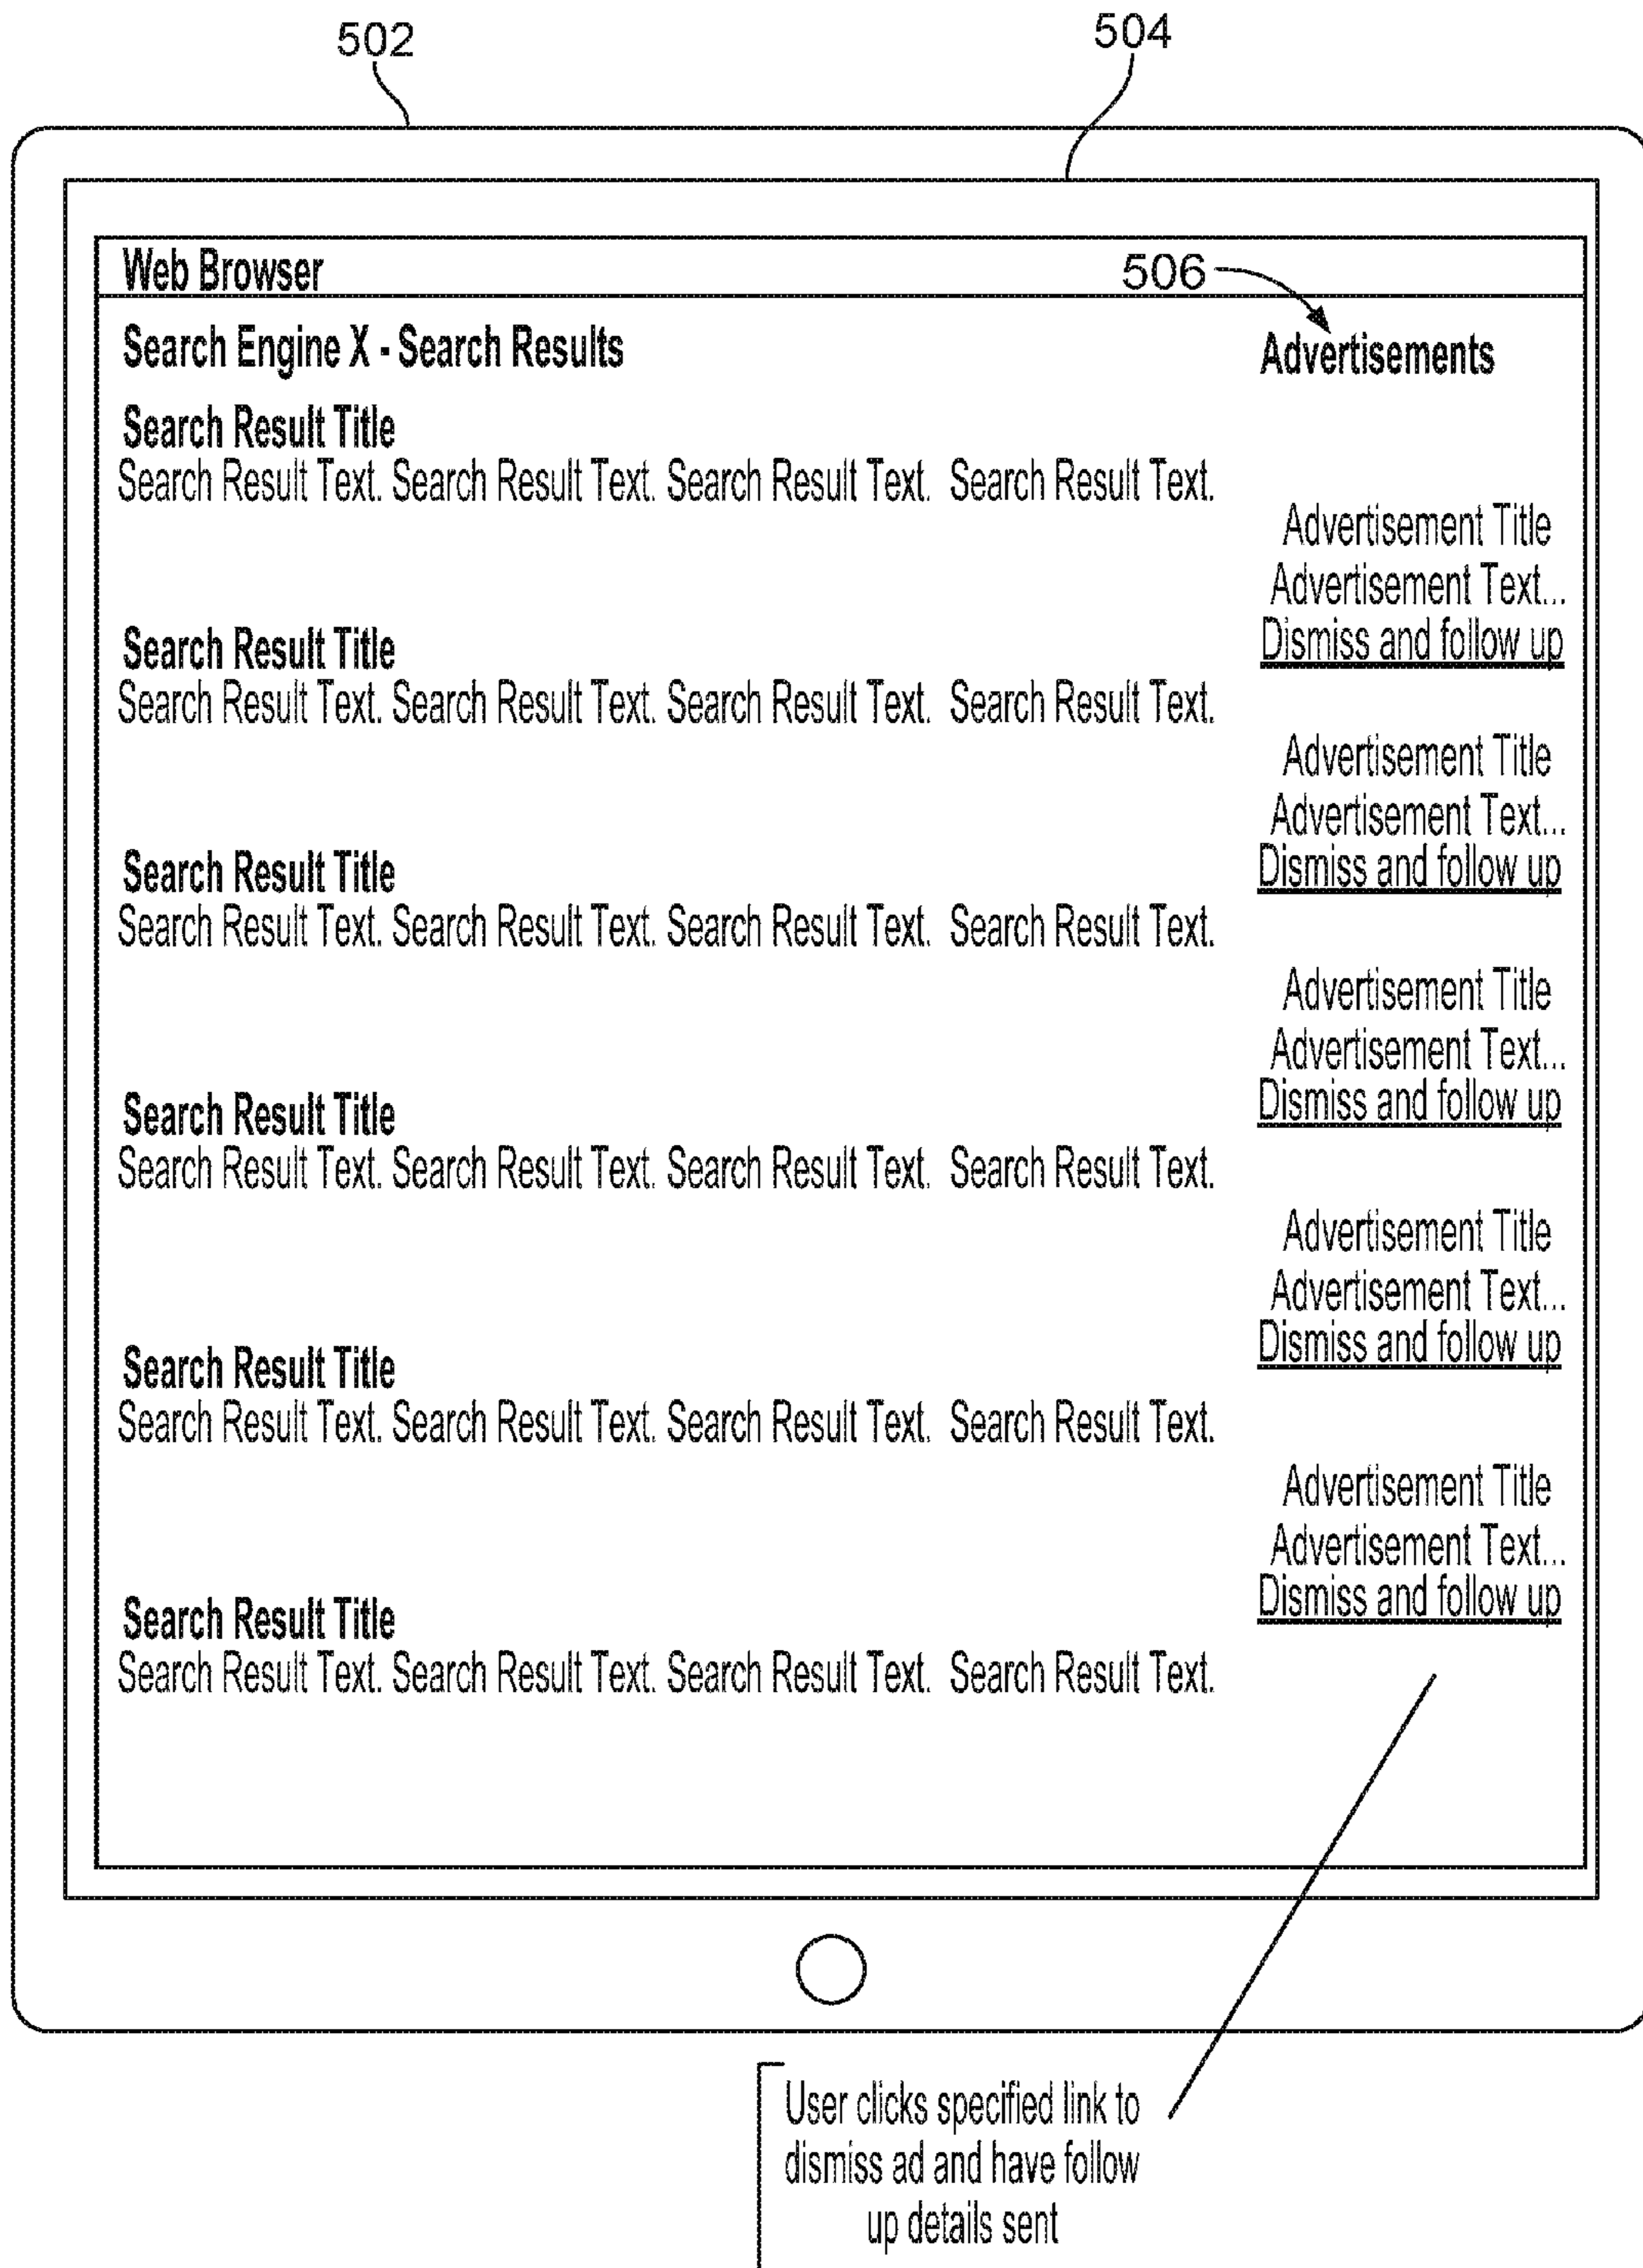 502
504
Web Browser
506
Search Engine X - Search Results
Advertisements
Search Result Title
Search Result Text. Search Result Text. Search Result Text. Search Result Text.
Advertisement Title
Advertisement Text...
Dismiss and follow up
Search Result Title
Search Result Text. Search Result Text. Search Result Text. Search Result Text.
Advertisement Title
Advertisement Text...
Dismiss and follow up
Search Result Title
Search Result Text. Search Result Text. Search Result Text. Search Result Text.
Advertisement Title
Advertisement Text...
Dismiss and follow up
Search Result Title
Search Result Text. Search Result Text. Search Result Text. Search Result Text.
Advertisement Title
Advertisement Text...
Dismiss and follow up
Search Result Title
Search Result Text. Search Result Text. Search Result Text. Search Result Text.
Advertisement Title
Advertisement Text...
Dismiss and follow up
Search Result Title
Search Result Text. Search Result Text. Search Result Text. Search Result Text.
User clicks specified link to
dismiss ad and have follow
up details sent